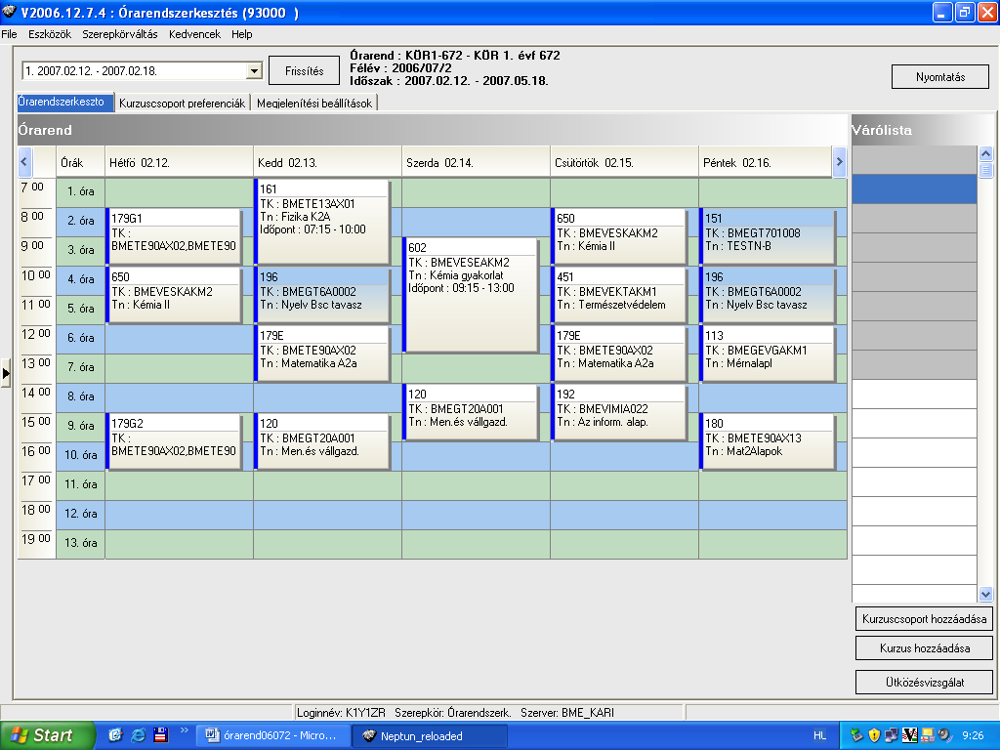 V2006.12.7.4 : Órarendszerkesztés (93000 )
File Eszközök Szerepkörváltás Kedvencek Help
Órarend : KÖR1-672 - KÖR 1. évf 672
Félév : 2006/07/2
Időszak : 2007.02.12. - 2007.05.18.
1. 2007.02.12. - 2007.02.18.
Frissítés
Nyomtatás
Órarendszerkeszto Kurzuscsoport preferenciák Megjelenítési beállítások
Órarend
Várólista
Órák Hétfö 02.12. Kedd 02.13. Szerda 02.14. Csütörtök 02.15. Péntek 02.16.
7 00 1. óra
8 00 2. óra
9 00 3. óra
10 00 4. óra
11 00 5. óra
12 00 6. óra
13 00 7. óra
14 00 8. óra
15 00 9. óra
16 00 10. óra
17 00 11. óra
18 00 12. óra
19 00 13. óra
179G1
TK :
BMETE90AX02,BMETE90
650
TK : BMEVESKAKM2
Tn : Kémia II
179G2
TK :
BMETE90AX02,BMETE90
161
TK : BMETE13AX01
Tn : Fizika K2A
Időpont : 07:15 - 10:00
196
TK : BMEGT6A0002
Tn : Nyelv Bsc tavasz
179E
TK : BMETE90AX02
Tn : Matematika A2a
120
TK : BMEGT20A001
Tn : Men.és vállgazd.
602
TK : BMEVESEAKM2
Tn : Kémia gyakorlat
Időpont : 09:15 - 13:00
120
TK : BMEGT20A001
Tn : Men.és vállgazd.
650
TK : BMEVESKAKM2
Tn : Kémia II
451
TK : BMEVEKTAKM1
Tn : Természetvédelem
179E
TK : BMETE90AX02
Tn : Matematika A2a
192
TK : BMEVIMIA022
Tn : Az inform. alap.
151
TK : BMEGT701008
Tn : TESTN-B
196
TK : BMEGT6A0002
Tn : Nyelv Bsc tavasz
113
TK : BMEGEVGAKM1
Tn : Mérnalapl
180
TK : BMETE90AX13
Tn : Mat2Alapok
Kurzuscsoport hozzáadása
Kurzus hozzáadása
Ütközésvizsgálat
Loginnév: K1Y1ZR Szerepkör: Órarendszerk. Szerver: BME_KARI
Start
órarend06072 - Micro...
Neptun_reloaded
HL
9:26